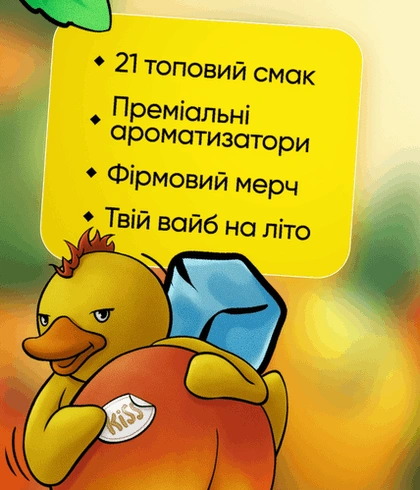 21 топовий смак
Преміальні
ароматизатори
Фірмовий мерч
Твій вайб на літо
kiss